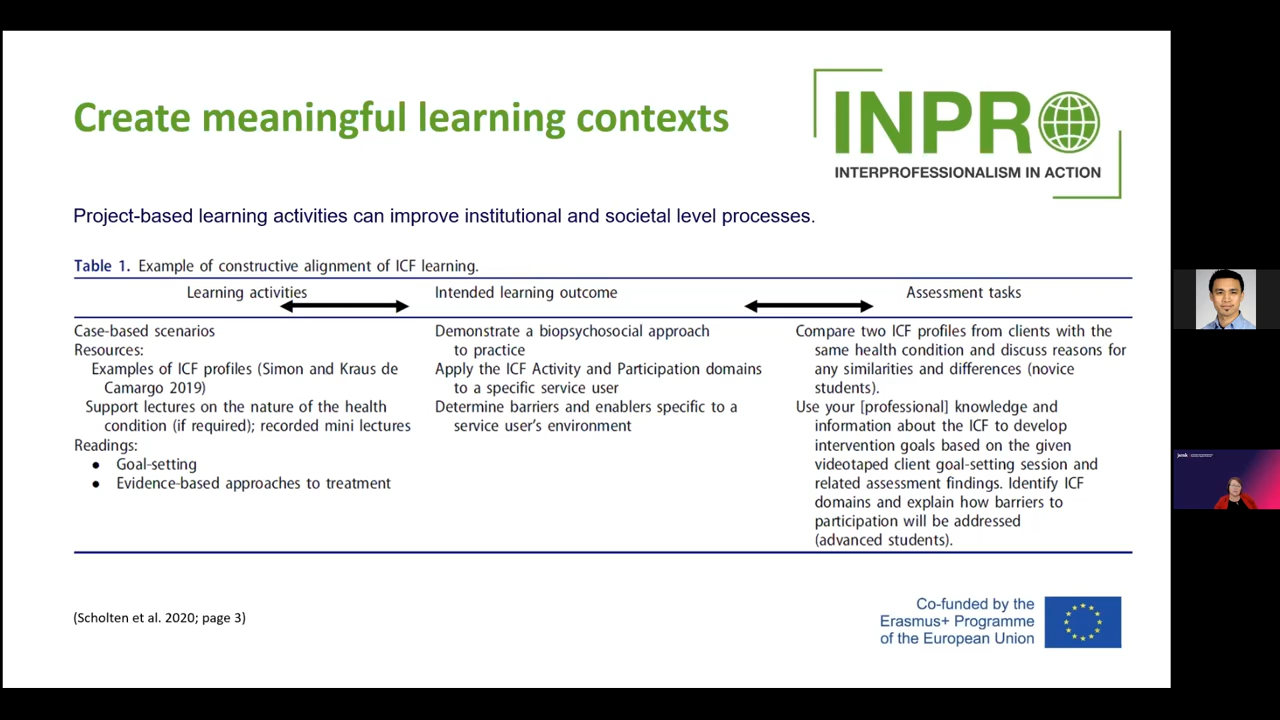 Create meaningful learning contexts
INPRO
INTERPROFESSIONALISM IN ACTION
Project-based learning activities can improve institutional and societal level processes.
Table 1. Example of constructive alignment of ICF learning.
Learning activities
Case-based scenarios
Resources:
Examples of ICF profiles (Simon and Kraus de
Camargo 2019)
Support lectures on the nature of the health
condition (if required); recorded mini lectures
Readings:
● Goal-setting
● Evidence-based approaches to treatment
Intended learning outcome
Demonstrate a biopsychosocial approach
to practice
Apply the ICF Activity and Participation domains
to a specific service user
Determine barriers and enablers specific to a
service user's environment
Assessment tasks
Compare two ICF profiles from clients with the
same health condition and discuss reasons for
any similarities and differences (novice
students).
Use your [professional] knowledge and
information about the ICF to develop
intervention goals based on the given
videotaped client goal-setting session and
related assessment findings. Identify ICF
domains and explain how barriers to
participation will be addressed
(advanced students).
(Scholten et al. 2020; page 3)
Co-funded by the
Erasmus+ Programme
of the European Union